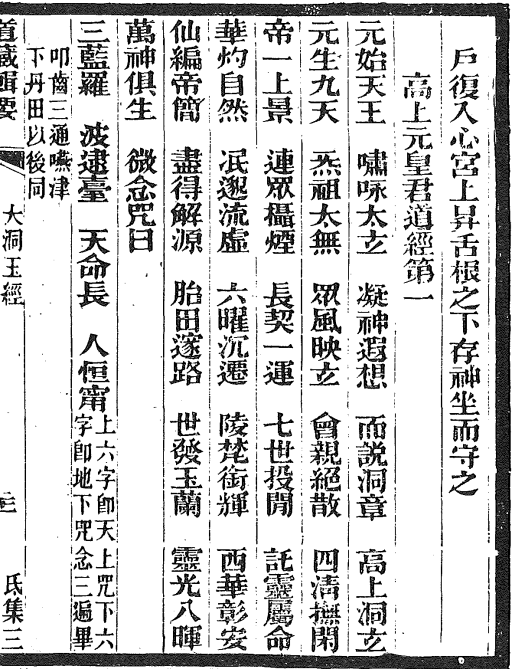 戶復入心宮上昇舌根之下存神坐而守之
高上元皇君道經第一
元始天王　嘯咏太玄　凝神遐想　而說洞章　高上洞玄
元生九天　炁祖太無　眾風映玄　會親絕散　四清撫閑
帝一上景　連眾攝煙　長契一運　七世投閒　託靈屬命
華灼自然　泯邈流虛　六曜沉遷　陵梵銜輝　西華彰安
仙編帝簡　盡得解源　胎田邃路　世發玉蘭　靈光八暉
萬神俱生　微念咒曰
三藍羅　波逮臺　天命長　人恒甯
上六字卽天上咒下六
字卽地下咒念三遍畢
叩齒三通嚥津
下丹田以後同
道藏輯要　大洞玉經　三　氐集三